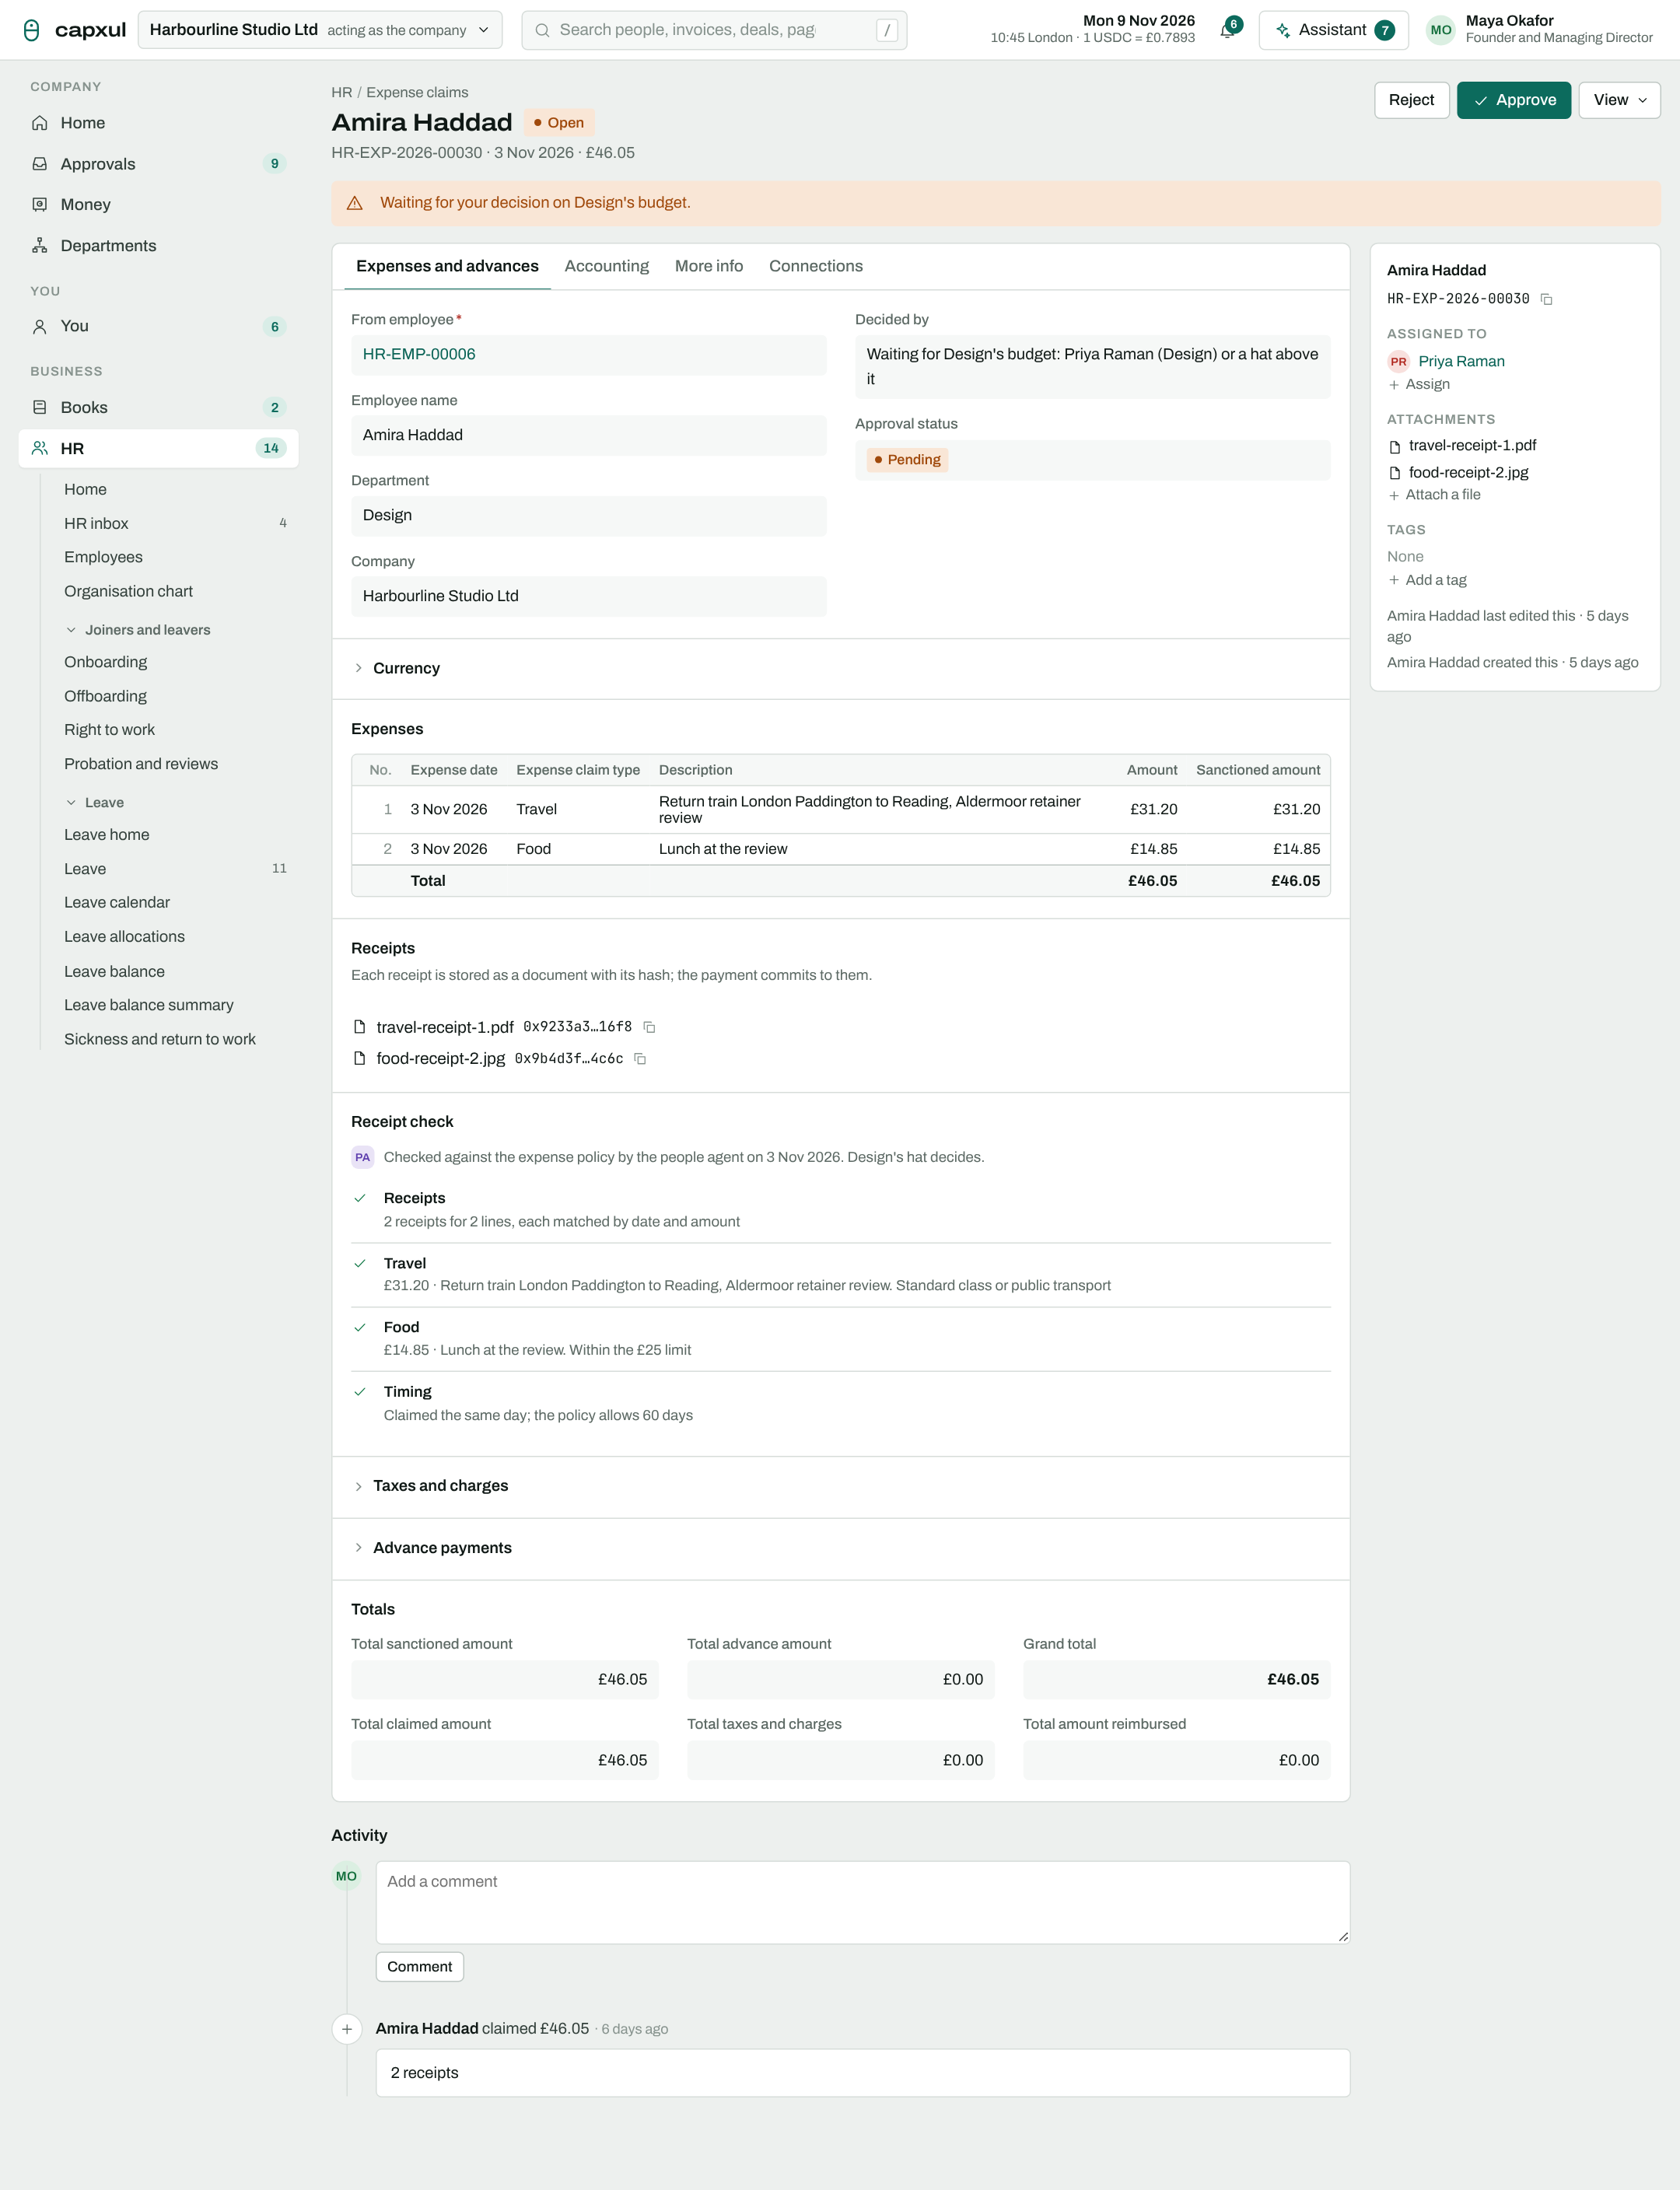 capxul
Harbourline Studio Ltd acting as the company
Search people, invoices, deals, pag
/
Mon 9 Nov 2026
10:45 London · 1 USDC = £0.7893
6
Assistant 7
MO
Maya Okafor
Founder and Managing Director
COMPANY
Home
Approvals 9
Money
Departments
YOU
You 6
BUSINESS
Books 2
HR 14
Home
HR inbox 4
Employees
Organisation chart
Joiners and leavers
Onboarding
Offboarding
Right to work
Probation and reviews
Leave
Leave home
Leave 11
Leave calendar
Leave allocations
Leave balance
Leave balance summary
Sickness and return to work
HR / Expense claims
Amira Haddad Open
HR-EXP-2026-00030 · 3 Nov 2026 · £46.05
Reject
Approve
View
Waiting for your decision on Design's budget.
Expenses and advances Accounting More info Connections
From employee *
HR-EMP-00006
Employee name
Amira Haddad
Department
Design
Company
Harbourline Studio Ltd
Decided by
Waiting for Design's budget: Priya Raman (Design) or a hat above
it
Approval status
Pending
Currency
Expenses
No. Expense date Expense claim type Description Amount Sanctioned amount
1 3 Nov 2026 Travel Return train London Paddington to Reading, Aldermoor retainer
review £31.20 £31.20
2 3 Nov 2026 Food Lunch at the review £14.85 £14.85
Total £46.05 £46.05
Receipts
Each receipt is stored as a document with its hash; the payment commits to them.
travel-receipt-1.pdf 0x9233a3…16f8
food-receipt-2.jpg 0x9b4d3f…4c6c
Receipt check
PA Checked against the expense policy by the people agent on 3 Nov 2026. Design's hat decides.
Receipts
2 receipts for 2 lines, each matched by date and amount
Travel
£31.20 · Return train London Paddington to Reading, Aldermoor retainer review. Standard class or public transport
Food
£14.85 · Lunch at the review. Within the £25 limit
Timing
Claimed the same day; the policy allows 60 days
Taxes and charges
Advance payments
Totals
Total sanctioned amount Total advance amount Grand total
£46.05 £0.00 £46.05
Total claimed amount Total taxes and charges Total amount reimbursed
£46.05 £0.00 £0.00
Activity
MO
Add a comment
Comment
Amira Haddad claimed £46.05 · 6 days ago
2 receipts
Amira Haddad
HR-EXP-2026-00030
ASSIGNED TO
PR Priya Raman
Assign
ATTACHMENTS
travel-receipt-1.pdf
food-receipt-2.jpg
Attach a file
TAGS
None
Add a tag
Amira Haddad last edited this · 5 days
ago
Amira Haddad created this · 5 days ago